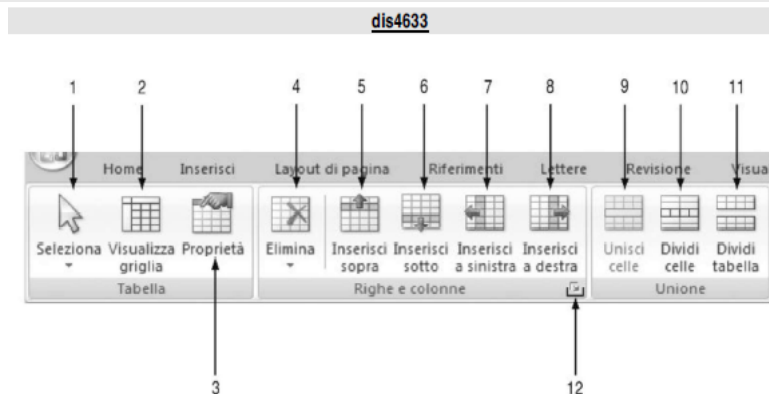 dis4633
1 2 4 5 6 7 8 9 10 11
Home Inserisci Layout di pagina Riferimenti Lettere Revisione Visua
Seleziona Visualizza griglia Proprietà Elimina Inserisci sopra Inserisci sotto Inserisci a sinistra Inserisci a destra Unisci celle Dividi celle Dividi tabella
Tabella Righe e colonne Unione
3 12